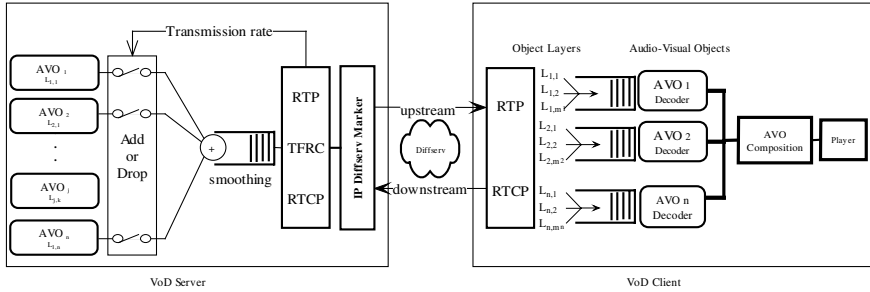 Transmission rate
AVO 1
L1,1
AVO 2
L2,1
.
.
AVO j
Lj,k
AVO n
L1,n
Add
or
Drop
+
smoothing
RTP
TFRC
RTCP
IP Diffserv Marker
upstream
Diffserv
downstream
VoD Server
Object Layers
Audio-Visual Objects
RTP
RTCP
L1,1
L1,2
L1,m1
L2,1
L2,2
L2,m2
Ln,1
Ln,2
Ln,mn
AVO 1
Decoder
AVO 2
Decoder
AVO n
Decoder
AVO
Composition
Player
VoD Client